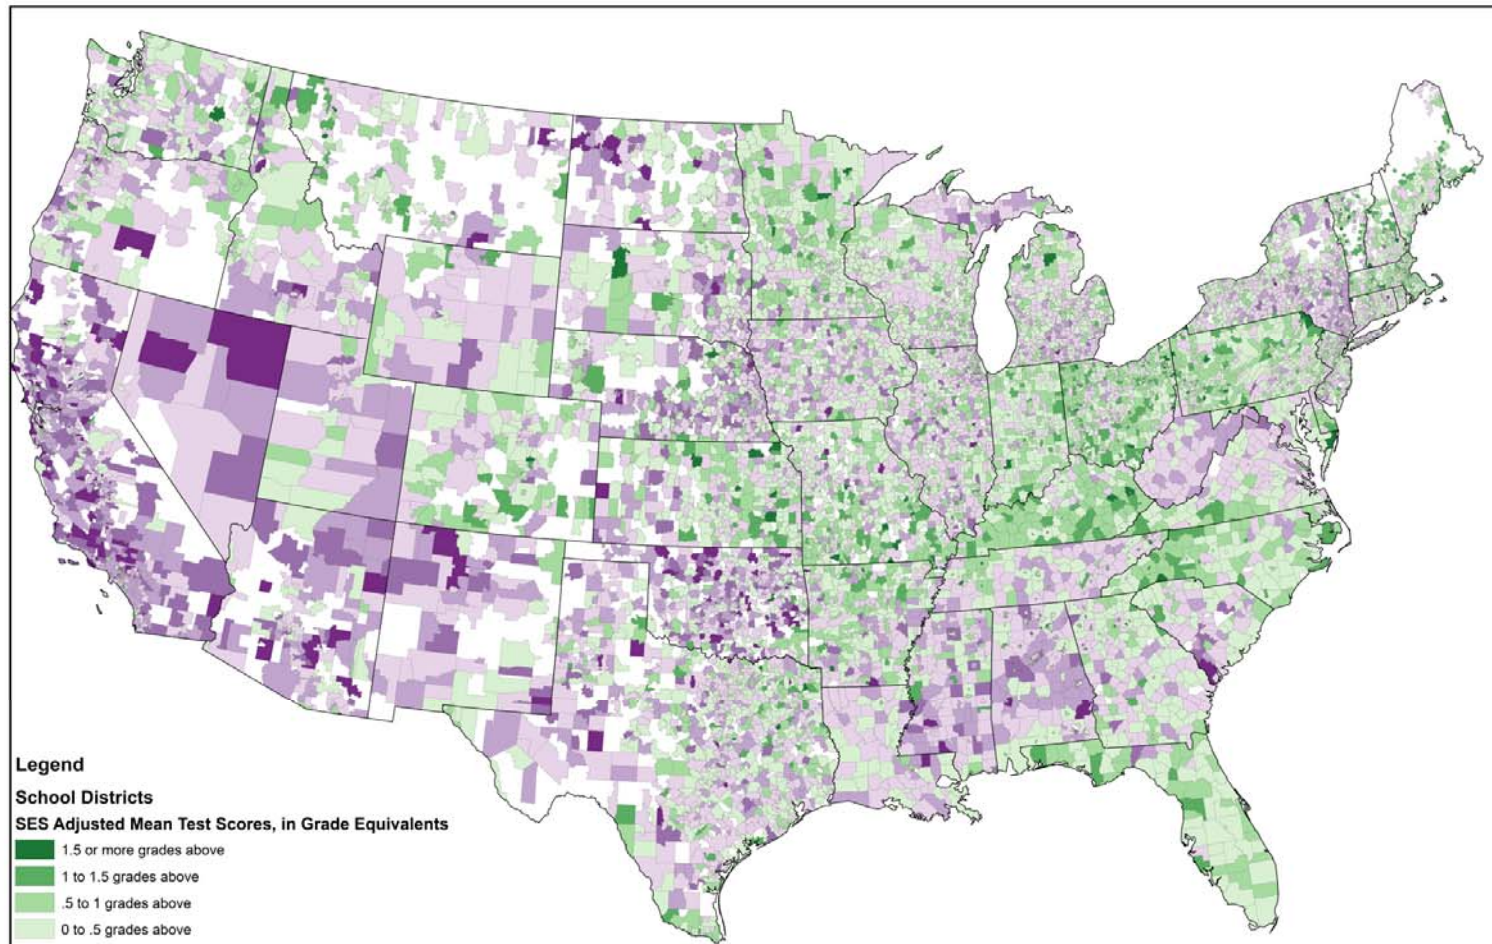 Legend
School Districts
SES Adjusted Mean Test Scores, in Grade Equivalents
1.5 or more grades above
1 to 1.5 grades above
.5 to 1 grades above
0 to .5 grades above